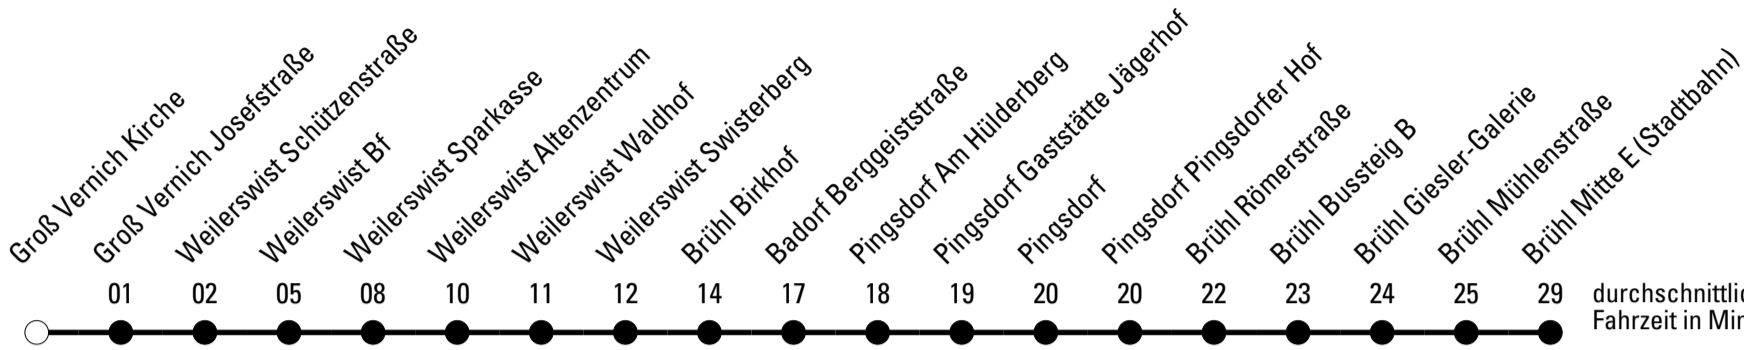 Groß Vernich Kirche
Groß Vernich Josefstraße
Weilerswist Schützenstraße
Weilerswist Bf
Weilerswist Sparkasse
Weilerswist Altenzentrum
Weilerswist Waldhof
Weilerswist Swisterberg
Brühl Birkhof
Badorf Berggeiststraße
Pingsdorf Am Hülderberg
Pingsdorf Gaststätte Jägerhof
Pingsdorf
Pingsdorf Pingsdorfer Hof
Brühl Römerstraße
Brühl Bussteig B
Brühl Giesler-Galerie
Brühl Mühlenstraße
Brühl Mitte E (Stadtbahn)
01 02 05 08 10 11 12 14 17 18 19 20 20 22 23 24 25 29
Fahrzeit in